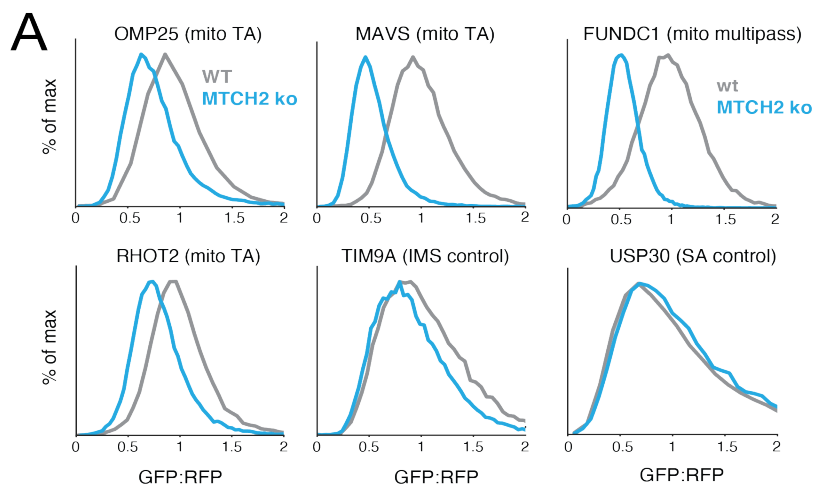 A
OMP25 (mito TA)
MAVS (mito TA)
FUNDC1 (mito multipass)
WT
MTCH2 ko
wt
MTCH2 ko
% of max
0 0.5 1 1.5 2
0 0.5 1 1.5 2
0 0.5 1 1.5 2
RHOT2 (mito TA)
TIM9A (IMS control)
USP30 (SA control)
% of max
0 0.5 1 1.5 2
0 0.5 1 1.5 2
0 0.5 1 1.5 2
GFP:RFP
GFP:RFP
GFP:RFP